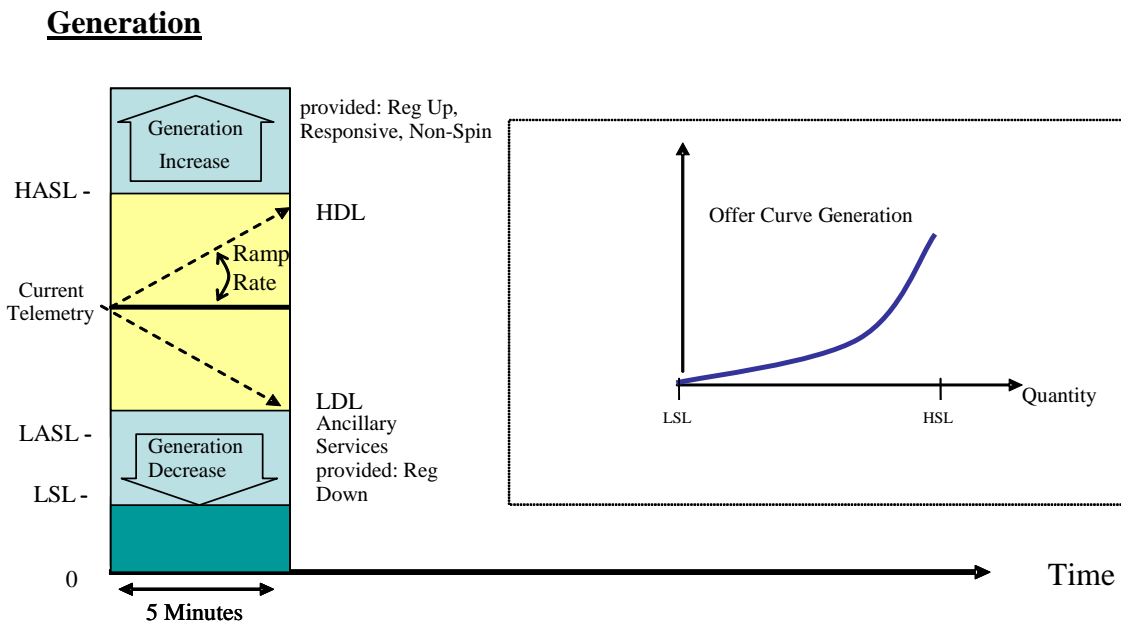 Generation
provided: Reg Up,
Responsive, Non-Spin
Generation
Increase
HASL -
HDL
Ramp
Rate
Current
Telemetry
LDL
Ancillary
Services
provided: Reg
Down
LASL -
Generation
Decrease
LSL -
0
5 Minutes
Time
Offer Curve Generation
Quantity
LSL
HSL